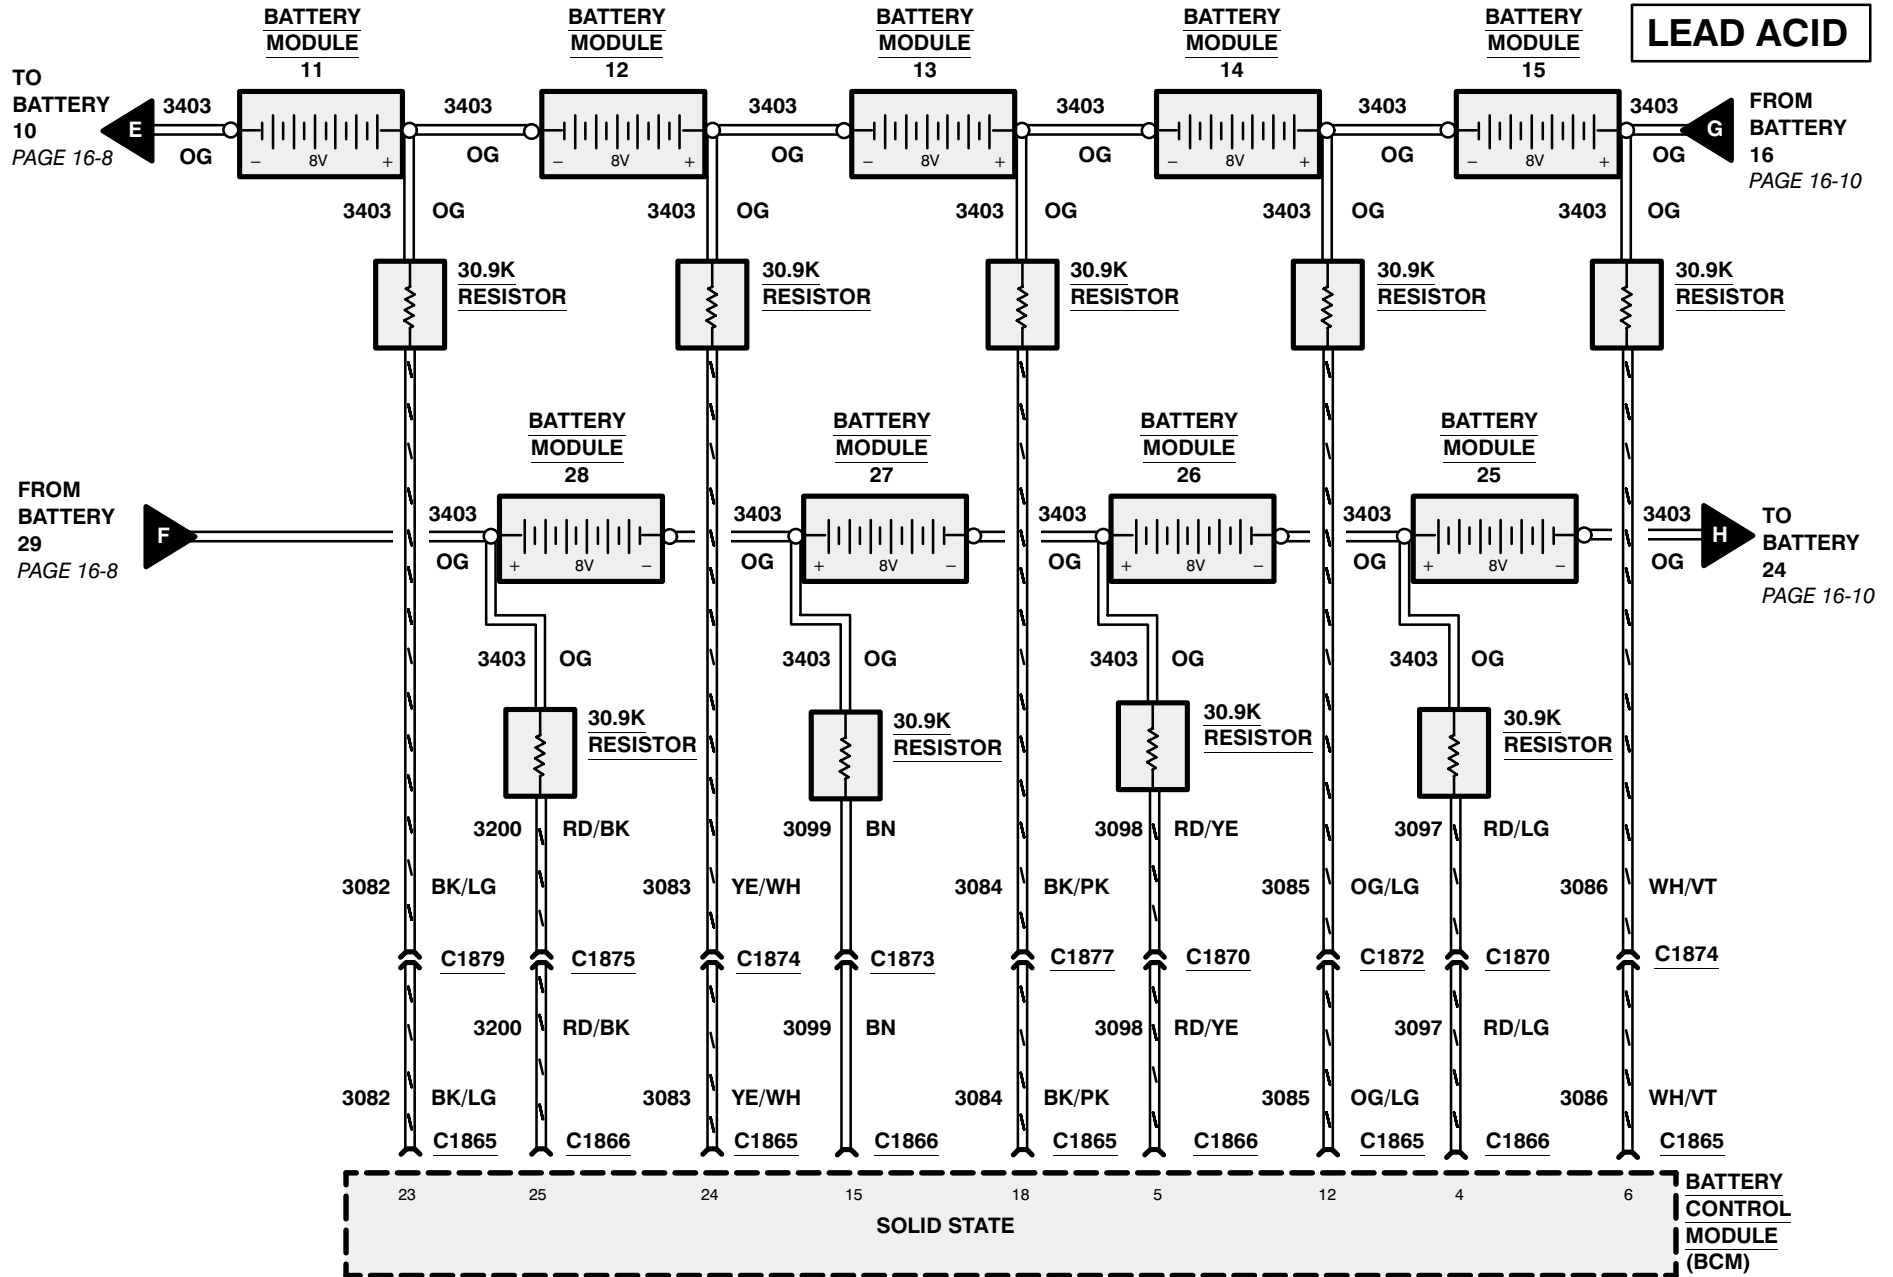 BATTERY
MODULE
11
BATTERY
MODULE
12
BATTERY
MODULE
13
BATTERY
MODULE
14
BATTERY
MODULE
15
LEAD ACID
TO
BATTERY
10
PAGE 16-8
E
3403
OG
3403
OG
3403
OG
3403
OG
3403
OG
3403
OG
G
FROM
BATTERY
16
PAGE 16-10
– 8V +
– 8V +
– 8V +
– 8V +
– 8V +
3403 OG
3403 OG
3403 OG
3403 OG
3403 OG
30.9K
RESISTOR
30.9K
RESISTOR
30.9K
RESISTOR
30.9K
RESISTOR
30.9K
RESISTOR
BATTERY
MODULE
28
BATTERY
MODULE
27
BATTERY
MODULE
26
BATTERY
MODULE
25
FROM
BATTERY
29
PAGE 16-8
F
3403
OG
3403
OG
3403
OG
3403
OG
3403
OG
H
TO
BATTERY
24
PAGE 16-10
+ 8V –
+ 8V –
+ 8V –
+ 8V –
3403 OG
3403 OG
3403 OG
3403 OG
30.9K
RESISTOR
30.9K
RESISTOR
30.9K
RESISTOR
30.9K
RESISTOR
3200 RD/BK
3099 BN
3098 RD/YE
3097 RD/LG
3082 BK/LG
3083 YE/WH
3084 BK/PK
3085 OG/LG
3086 WH/VT
C1879
C1875
C1874
C1873
C1877
C1870
C1872
C1870
C1874
3200 RD/BK
3099 BN
3098 RD/YE
3097 RD/LG
3082 BK/LG
3083 YE/WH
3084 BK/PK
3085 OG/LG
3086 WH/VT
C1865
C1866
C1865
C1866
C1865
C1866
C1865
C1866
C1865
23 25 24 15 18 5 12 4 6
SOLID STATE
BATTERY
CONTROL
MODULE
(BCM)